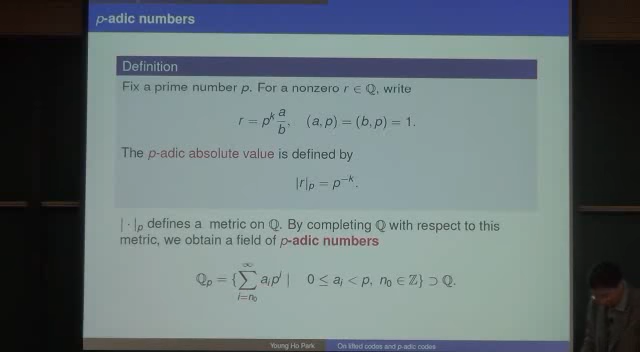 p-adic numbers
Definition
Fix a prime number p. For a nonzero r ∈ ℚ, write
r = p^k a/b, (a, p) = (b, p) = 1.
The p-adic absolute value is defined by
|r|_p = p^{-k}.
| · |_p defines a metric on ℚ. By completing ℚ with respect to this
metric, we obtain a field of p-adic numbers
ℚ_p = {∑_{i=n_0}^{∞} a_i p^i | 0 ≤ a_i < p, n_0 ∈ ℤ} ⊃ ℚ.
Young Ho Park On lifted codes and p-adic codes